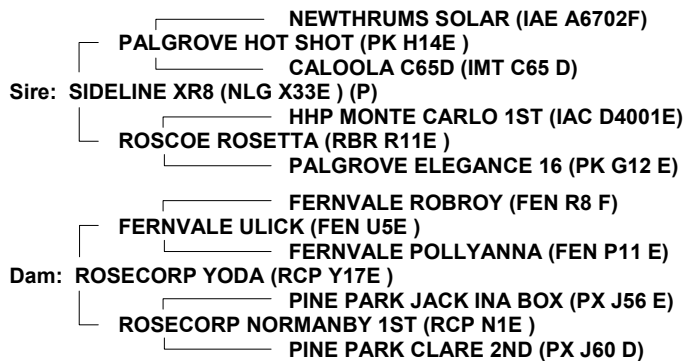 NEWTHRUMS SOLAR (IAE A6702F)
PALGROVE HOT SHOT (PK H14E )
CALOOLA C65D (IMT C65 D)
Sire: SIDELINE XR8 (NLG X33E ) (P)
HHP MONTE CARLO 1ST (IAC D4001E)
ROSCOE ROSETTA (RBR R11E )
PALGROVE ELEGANCE 16 (PK G12 E)
FERNVALE ROBROY (FEN R8 F)
FERNVALE ULICK (FEN U5E )
FERNVALE POLLYANNA (FEN P11 E)
Dam: ROSECORP YODA (RCP Y17E )
PINE PARK JACK INA BOX (PX J56 E)
ROSECORP NORMANBY 1ST (RCP N1E )
PINE PARK CLARE 2ND (PX J60 D)